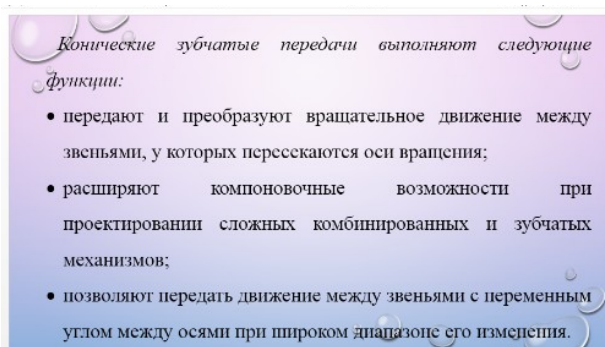 Конические зубчатые передачи выполняют следующие
функции:
• передают и преобразуют вращательное движение между
звеньями, у которых пересекаются оси вращения;
• расширяют компоновочные возможности при
проектировании сложных комбинированных и зубчатых
механизмов;
• позволяют передать движение между звеньями с переменным
углом между осями при широком диапазоне его изменения.